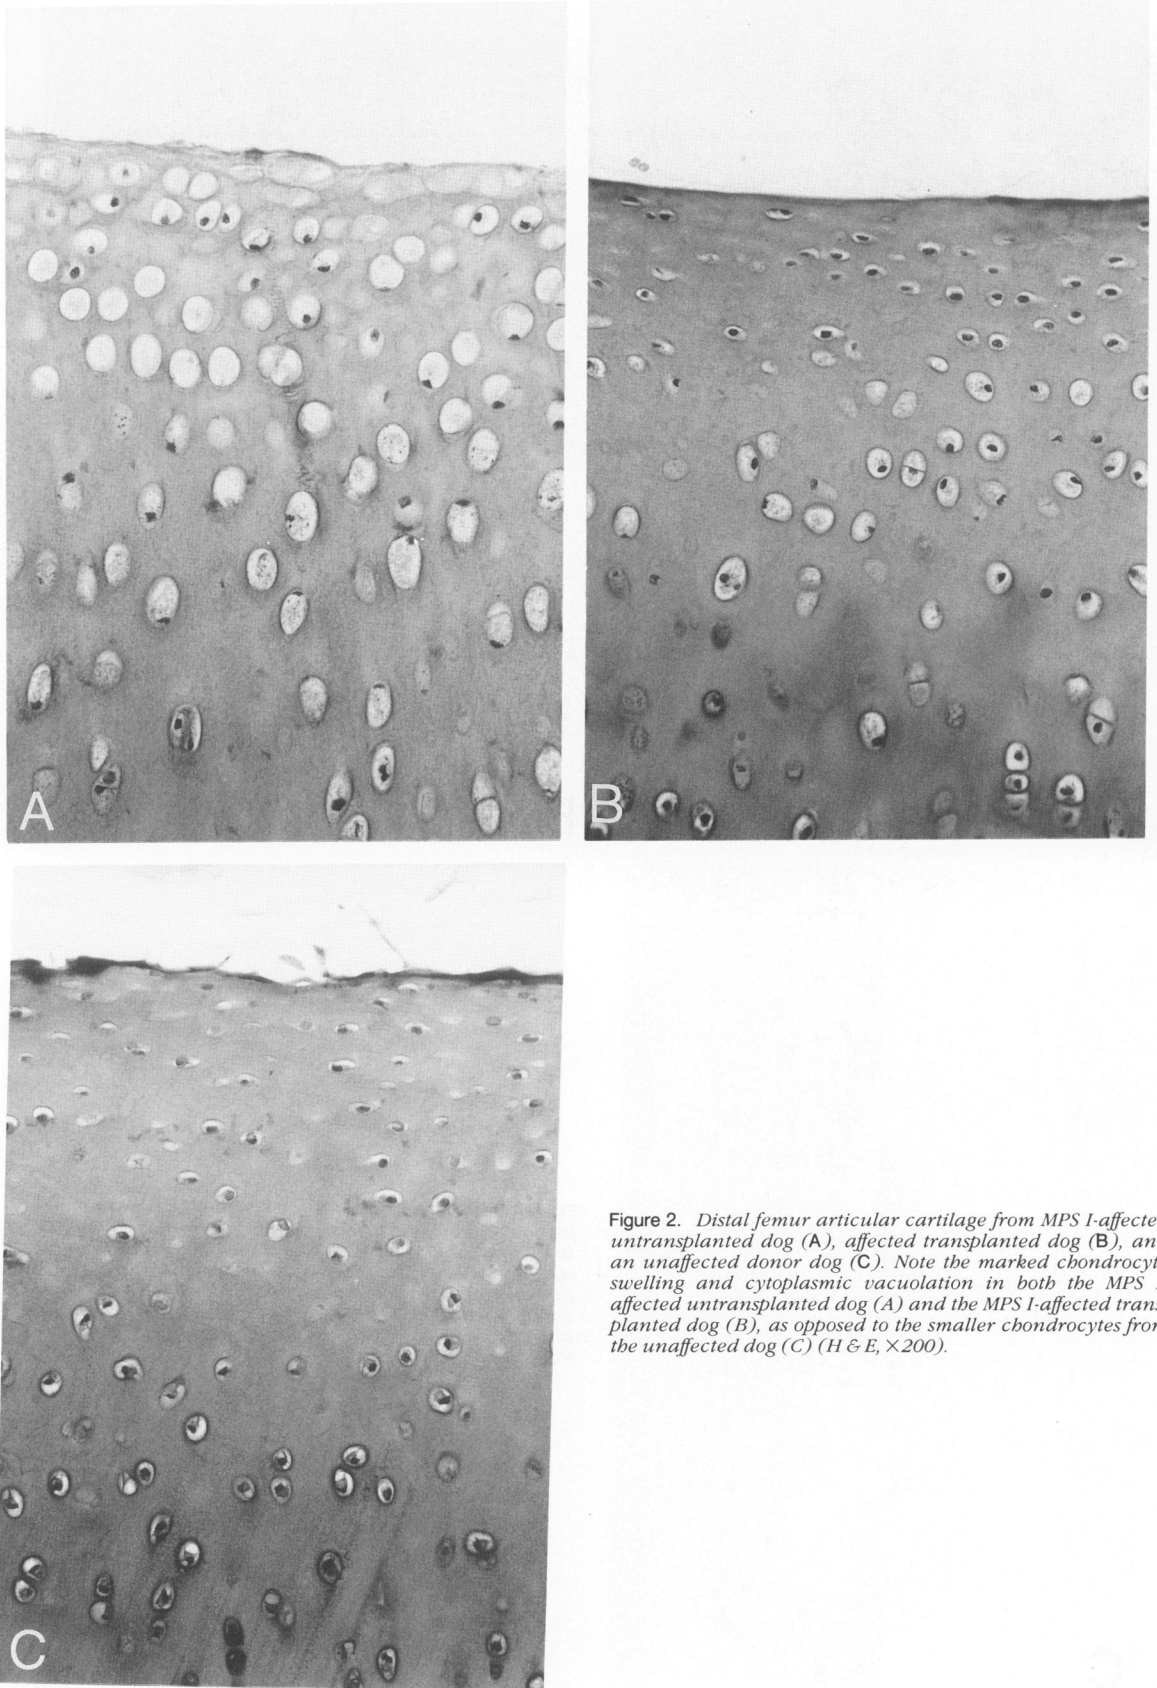 A
B
C
Figure 2. Distal femur articular cartilage from MPS I-affecte
untransplanted dog (A), affected transplanted dog (B), an
an unaffected donor dog (C). Note the marked chondrocyt
swelling and cytoplasmic vacuolation in both the MPS
affected untransplanted dog (A) and the MPS I-affected trans
planted dog (B), as opposed to the smaller chondrocytes from
the unaffected dog (C) (H & E, ×200).